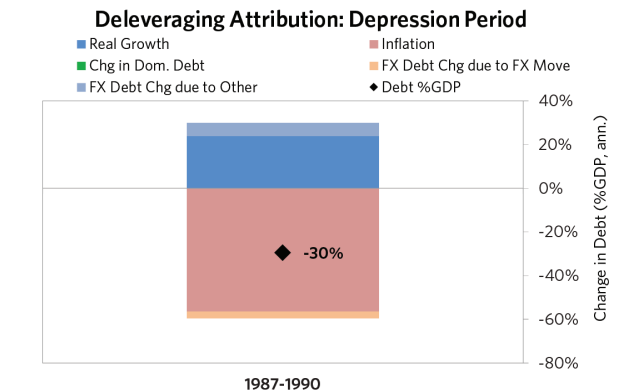 Deleveraging Attribution: Depression Period
Real Growth
Inflation
Chg in Dom. Debt
FX Debt Chg due to FX Move
FX Debt Chg due to Other
Debt %GDP
40%
20%
0%
-20%
-40%
-60%
-80%
Change in Debt (%GDP, ann.)
-30%
1987-1990